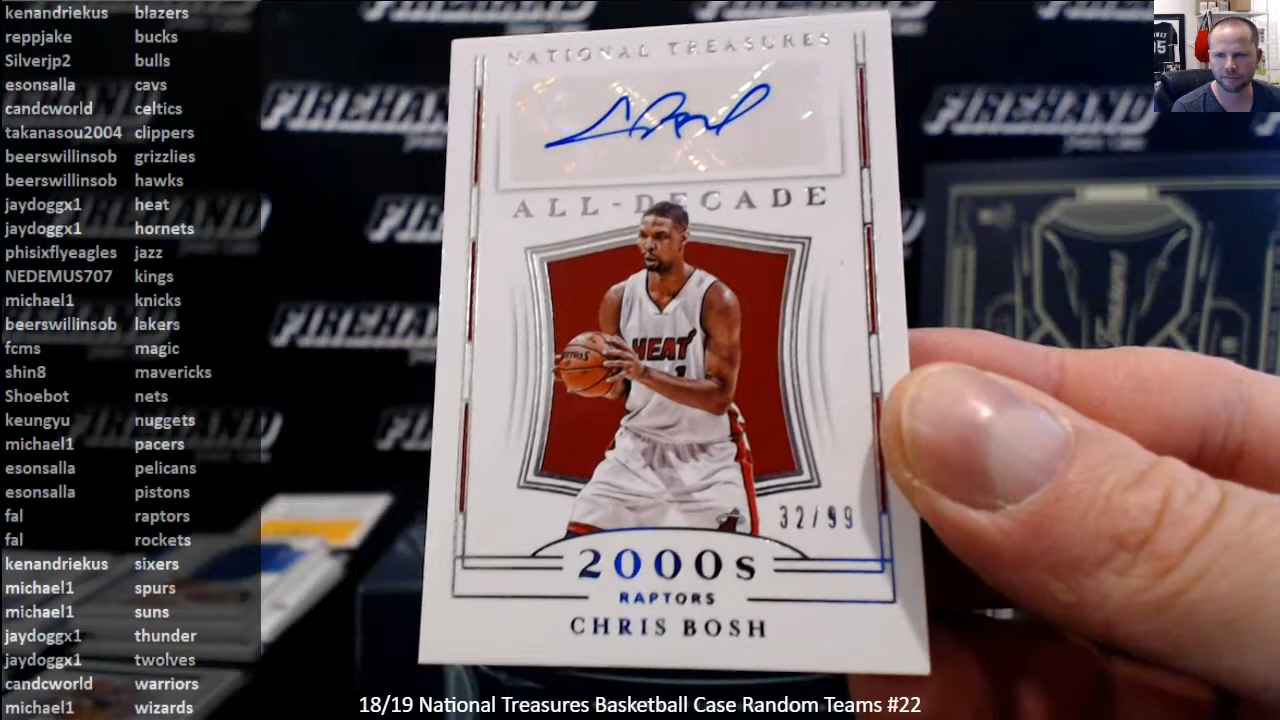 kenandriekus blazers
reppjake bucks
Silverjp2 bulls
esonsalla cavs
candcworld celtics
takanasou2004 clippers
beerswillinsob grizzlies
beerswillinsob hawks
jaydoggx1 heat
jaydoggx1 hornets
phisixflyeagles jazz
NEDEMUS707 kings
michael1 knicks
beerswillinsob lakers
fcms magic
shin8 mavericks
Shoebot nets
keungyu nuggets
michael1 pacers
esonsalla pelicans
esonsalla pistons
fal raptors
fal rockets
kenandriekus sixers
michael1 spurs
michael1 suns
jaydoggx1 thunder
jaydoggx1 twolves
candcworld warriors
michael1 wizards
NATIONAL TREASURES
ALL-DECADE
HEAT
1
32/99
2000s
RAPTORS
CHRIS BOSH
FIREHAND
FIREHAND
18/19 National Treasures Basketball Case Random Teams #22